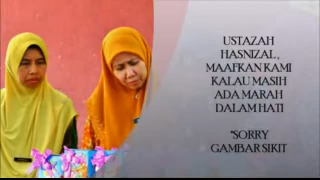 USTAZAH
HASNIZAL,
MAAFKAN KAMI
KALAU MASIH
ADA MARAH
DALAM HATI
"SORRY
GAMBAR SIKIT